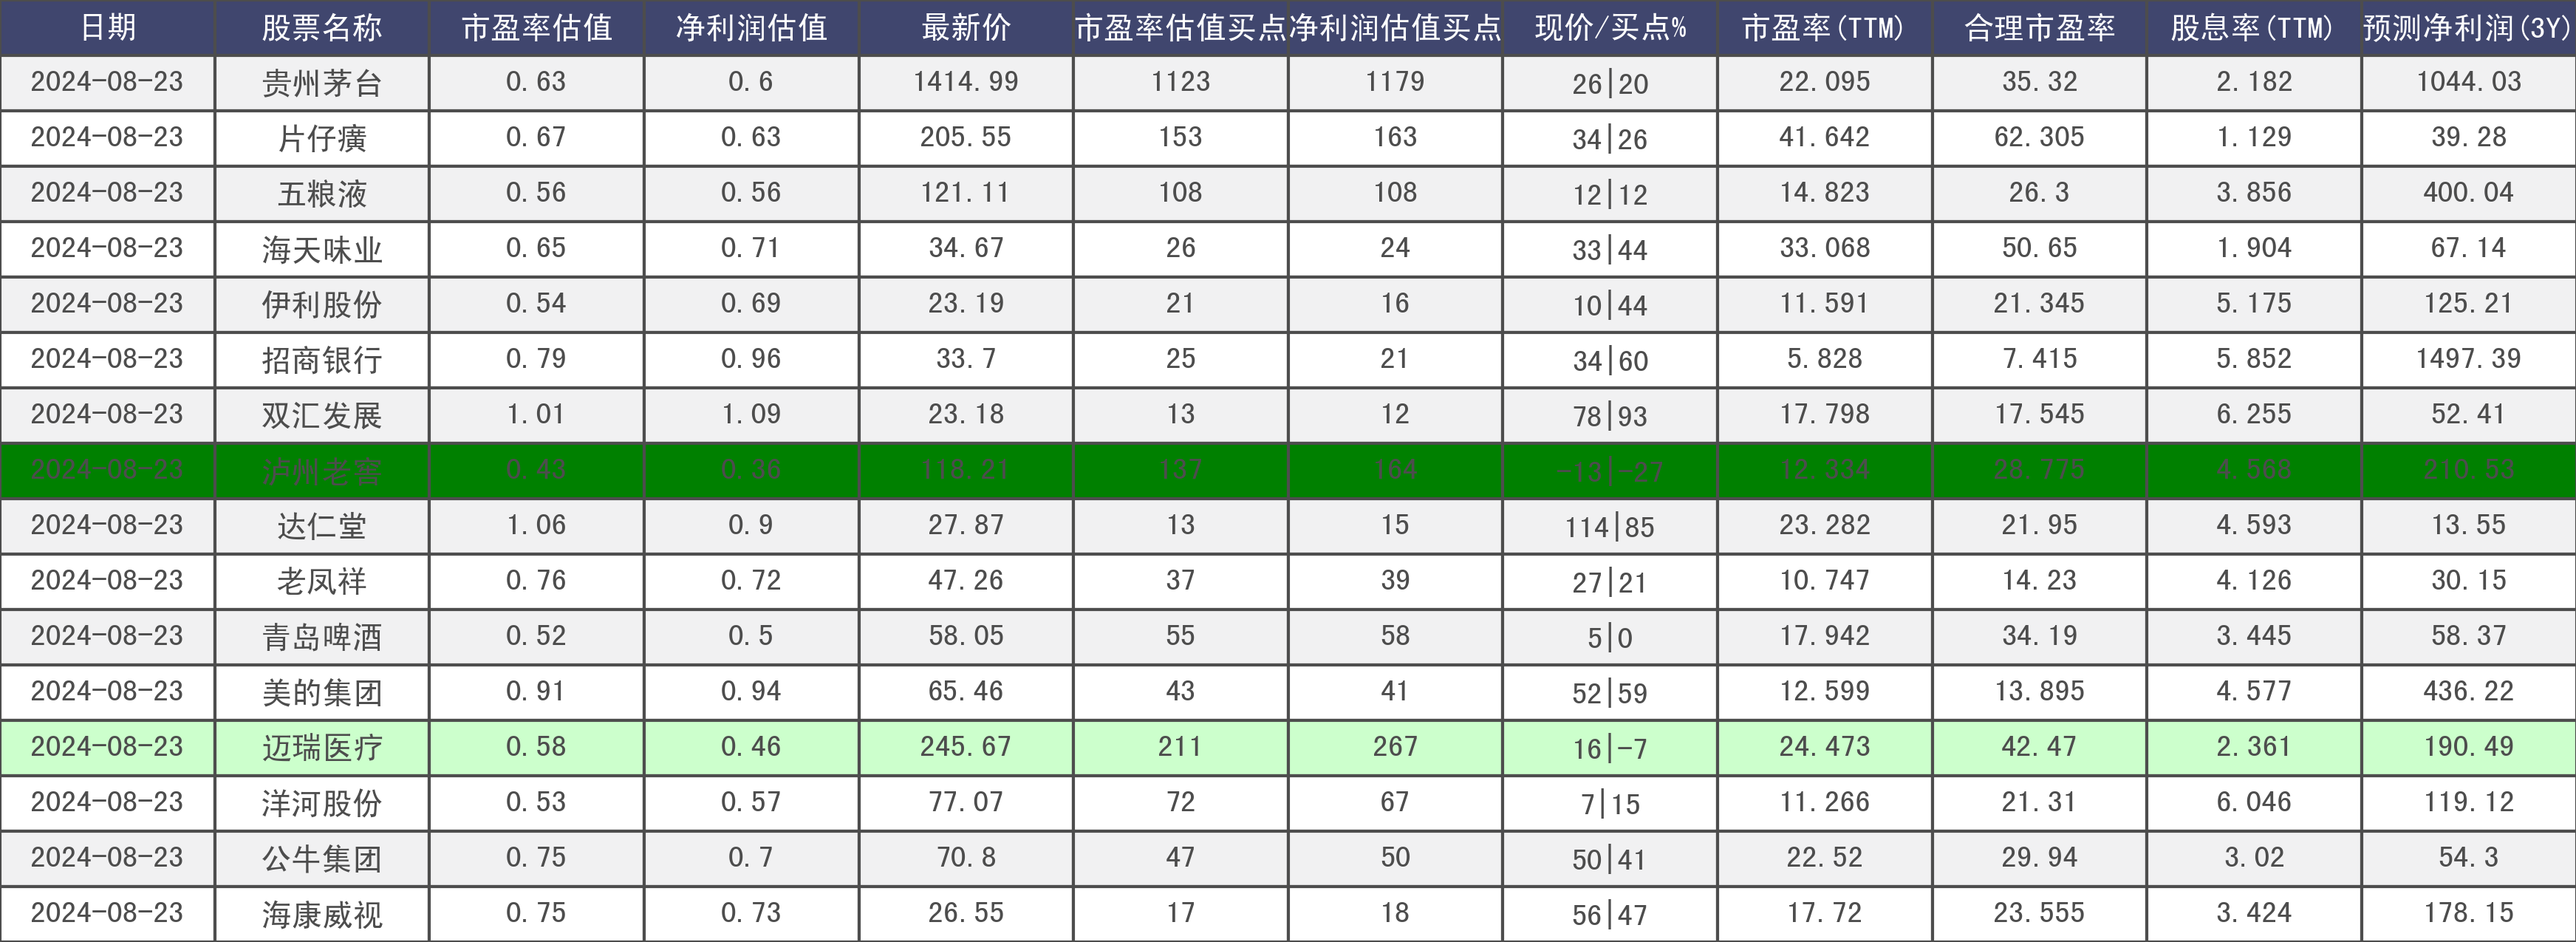 日期 股票名称 市盈率估值 净利润估值 最新价 市盈率估值买点 净利润估值买点 现价/买点% 市盈率(TTM) 合理市盈率 股息率(TTM) 预测净利润(3Y)
2024-08-23 贵州茅台 0.63 0.6 1414.99 1123 1179 26|20 22.095 35.32 2.182 1044.03
2024-08-23 片仔癀 0.67 0.63 205.55 153 163 34|26 41.642 62.305 1.129 39.28
2024-08-23 五粮液 0.56 0.56 121.11 108 108 12|12 14.823 26.3 3.856 400.04
2024-08-23 海天味业 0.65 0.71 34.67 26 24 33|44 33.068 50.65 1.904 67.14
2024-08-23 伊利股份 0.54 0.69 23.19 21 16 10|44 11.591 21.345 5.175 125.21
2024-08-23 招商银行 0.79 0.96 33.7 25 21 34|60 5.828 7.415 5.852 1497.39
2024-08-23 双汇发展 1.01 1.09 23.18 13 12 78|93 17.798 17.545 6.255 52.41
2024-08-23 泸州老窖 0.43 0.36 118.21 137 164 -13|-27 12.334 28.775 4.568 210.53
2024-08-23 达仁堂 1.06 0.9 27.87 13 15 114|85 23.282 21.95 4.593 13.55
2024-08-23 老凤祥 0.76 0.72 47.26 37 39 27|21 10.747 14.23 4.126 30.15
2024-08-23 青岛啤酒 0.52 0.5 58.05 55 58 5|0 17.942 34.19 3.445 58.37
2024-08-23 美的集团 0.91 0.94 65.46 43 41 52|59 12.599 13.895 4.577 436.22
2024-08-23 迈瑞医疗 0.58 0.46 245.67 211 267 16|-7 24.473 42.47 2.361 190.49
2024-08-23 洋河股份 0.53 0.57 77.07 72 67 7|15 11.266 21.31 6.046 119.12
2024-08-23 公牛集团 0.75 0.7 70.8 47 50 50|41 22.52 29.94 3.02 54.3
2024-08-23 海康威视 0.75 0.73 26.55 17 18 56|47 17.72 23.555 3.424 178.15